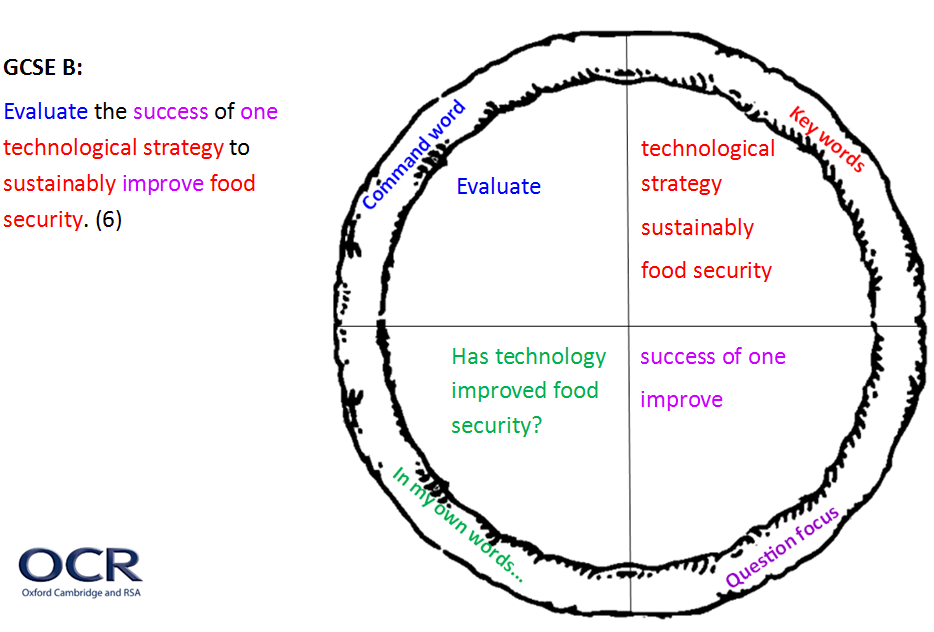 GCSE B:
Evaluate the success of one
technological strategy to
sustainably improve food
security. (6)
Command word
Evaluate
Key words
technological
strategy
sustainably
food security
Has technology
improved food
security?
In my own words...
success of one
improve
Question focus
OCR
Oxford Cambridge and RSA